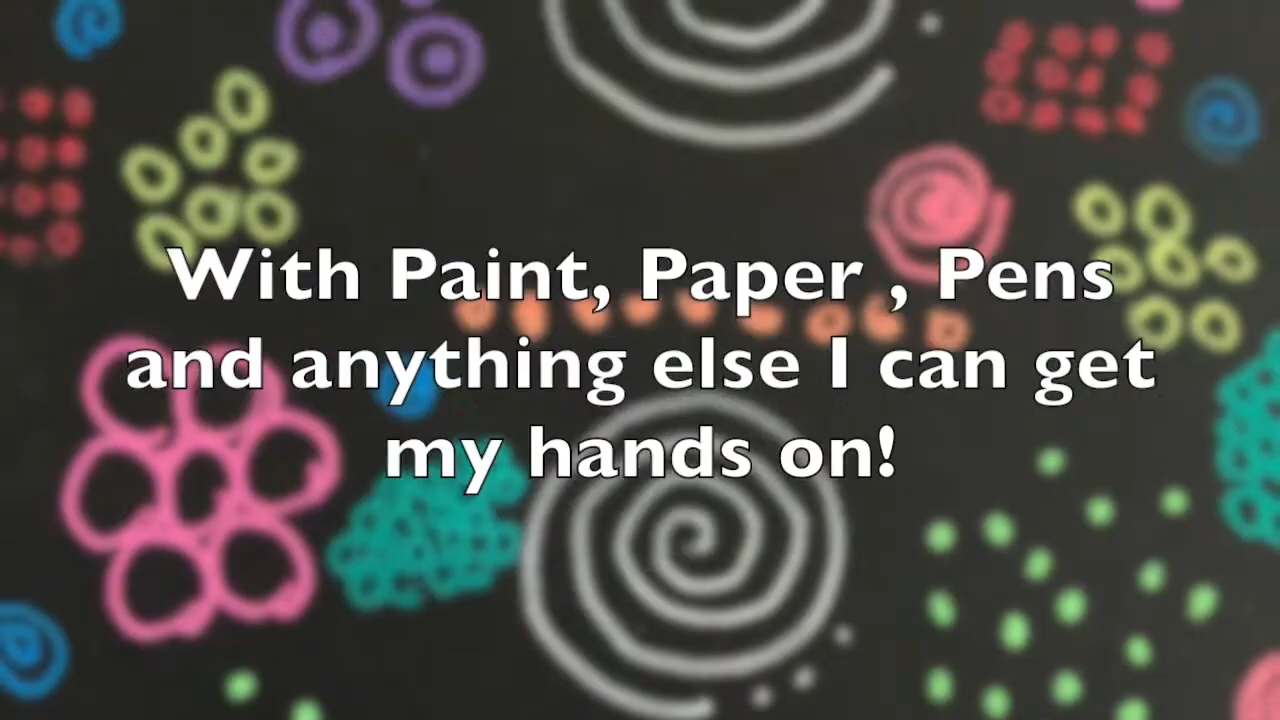 With Paint, Paper , Pens
and anything else I can get
my hands on!